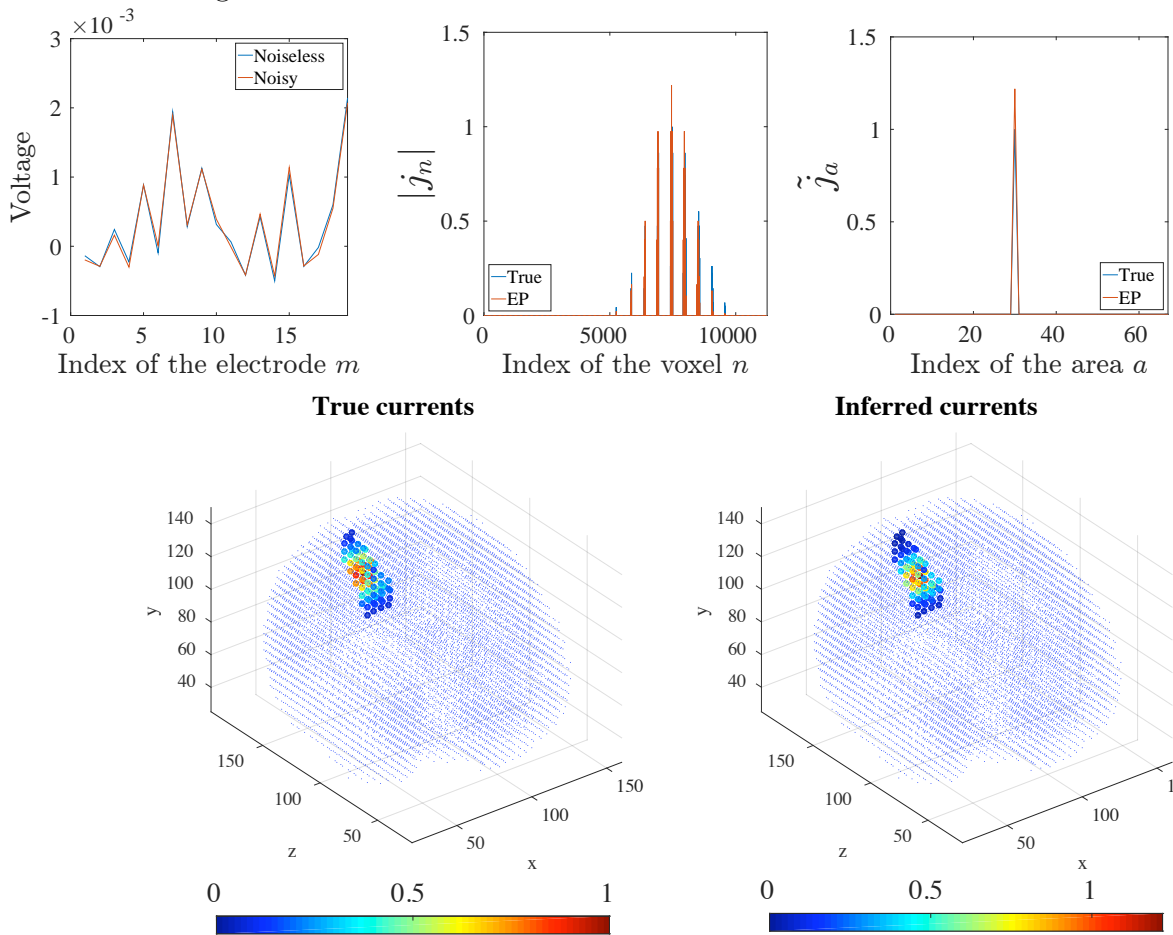 ×10 -3
3
2
1
0
-1
Voltage
Noiseless
Noisy
0 5 10 15
Index of the electrode m
1.5
1
0.5
0
|j_n|
True
EP
0 5000 10000
Index of the voxel n
1.5
1
0.5
0
j̃_a
True
EP
0 20 40 60
Index of the area a
True currents
Inferred currents
140
120
100
80
60
40
y
150
100
50
z
50
100
150
x
140
120
100
80
60
40
y
150
100
50
z
50
100
1
x
0 0.5 1
0 0.5 1